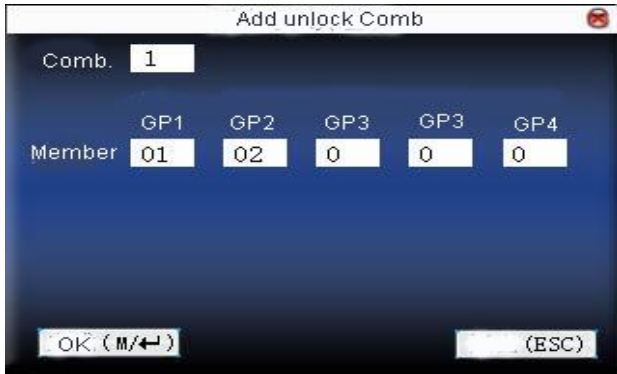 Add unlock Comb
Comb. 1
GP1 GP2 GP3 GP3 GP4
Member 01 02 0 0 0
OK (M/↵) (ESC)